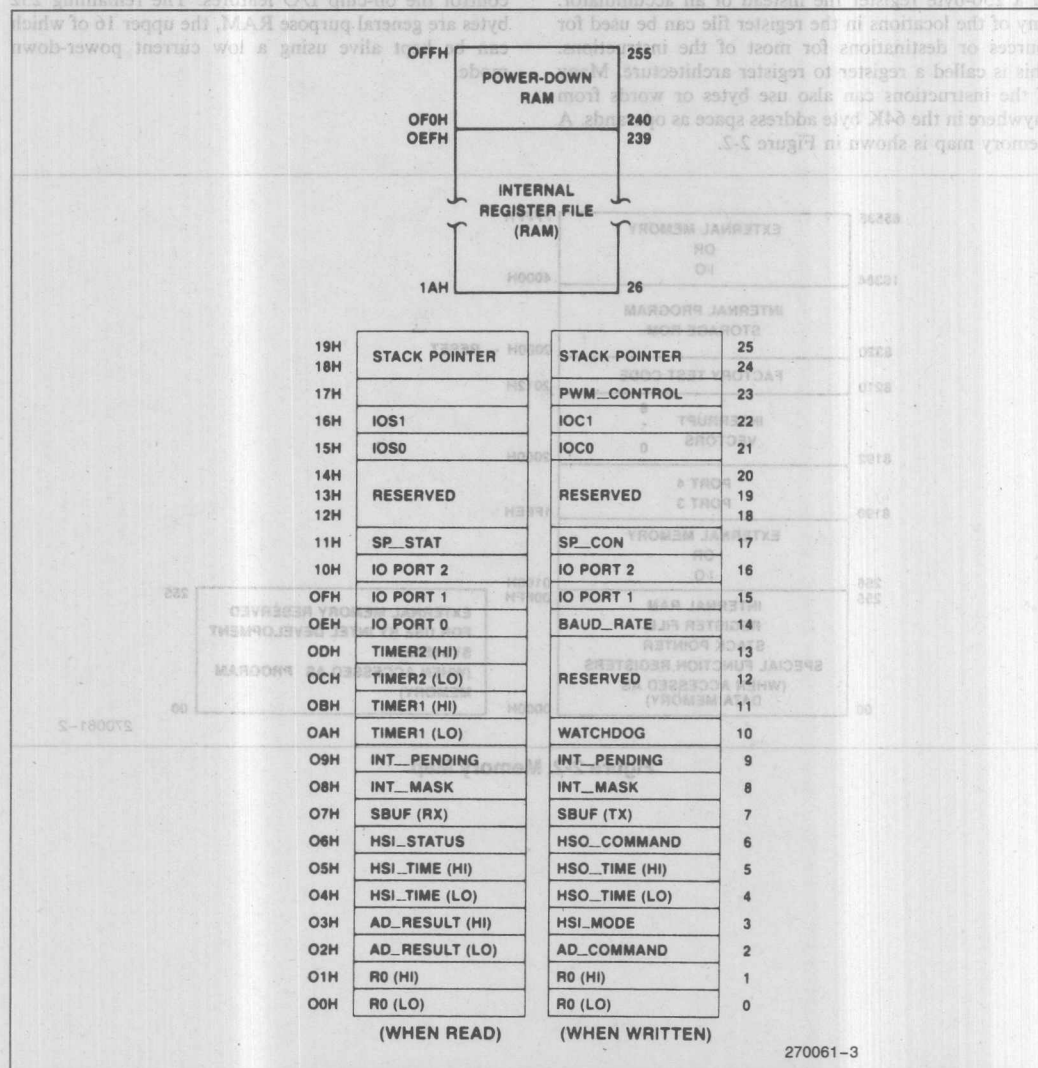 OFFH 255
POWER-DOWN
RAM
OF0H 240
OEFH 239
INTERNAL
REGISTER FILE
(RAM)
1AH 26
19H STACK POINTER STACK POINTER 25
18H 24
17H PWM_CONTROL 23
16H IOS1 IOC1 22
15H IOS0 IOC0 21
14H 20
13H RESERVED RESERVED 19
12H 18
11H SP_STAT SP_CON 17
10H IO PORT 2 IO PORT 2 16
OFH IO PORT 1 IO PORT 1 15
OEH IO PORT 0 BAUD_RATE 14
ODH TIMER2 (HI) 13
OCH TIMER2 (LO) RESERVED 12
OBH TIMER1 (HI) 11
OAH TIMER1 (LO) WATCHDOG 10
O9H INT_PENDING INT_PENDING 9
O8H INT_MASK INT_MASK 8
O7H SBUF (RX) SBUF (TX) 7
O6H HSI_STATUS HSO_COMMAND 6
O5H HSI_TIME (HI) HSO_TIME (HI) 5
O4H HSI_TIME (LO) HSO_TIME (LO) 4
O3H AD_RESULT (HI) HSI_MODE 3
O2H AD_RESULT (LO) AD_COMMAND 2
O1H R0 (HI) R0 (HI) 1
O0H R0 (LO) R0 (LO) 0
(WHEN READ) (WHEN WRITTEN)
270061-3